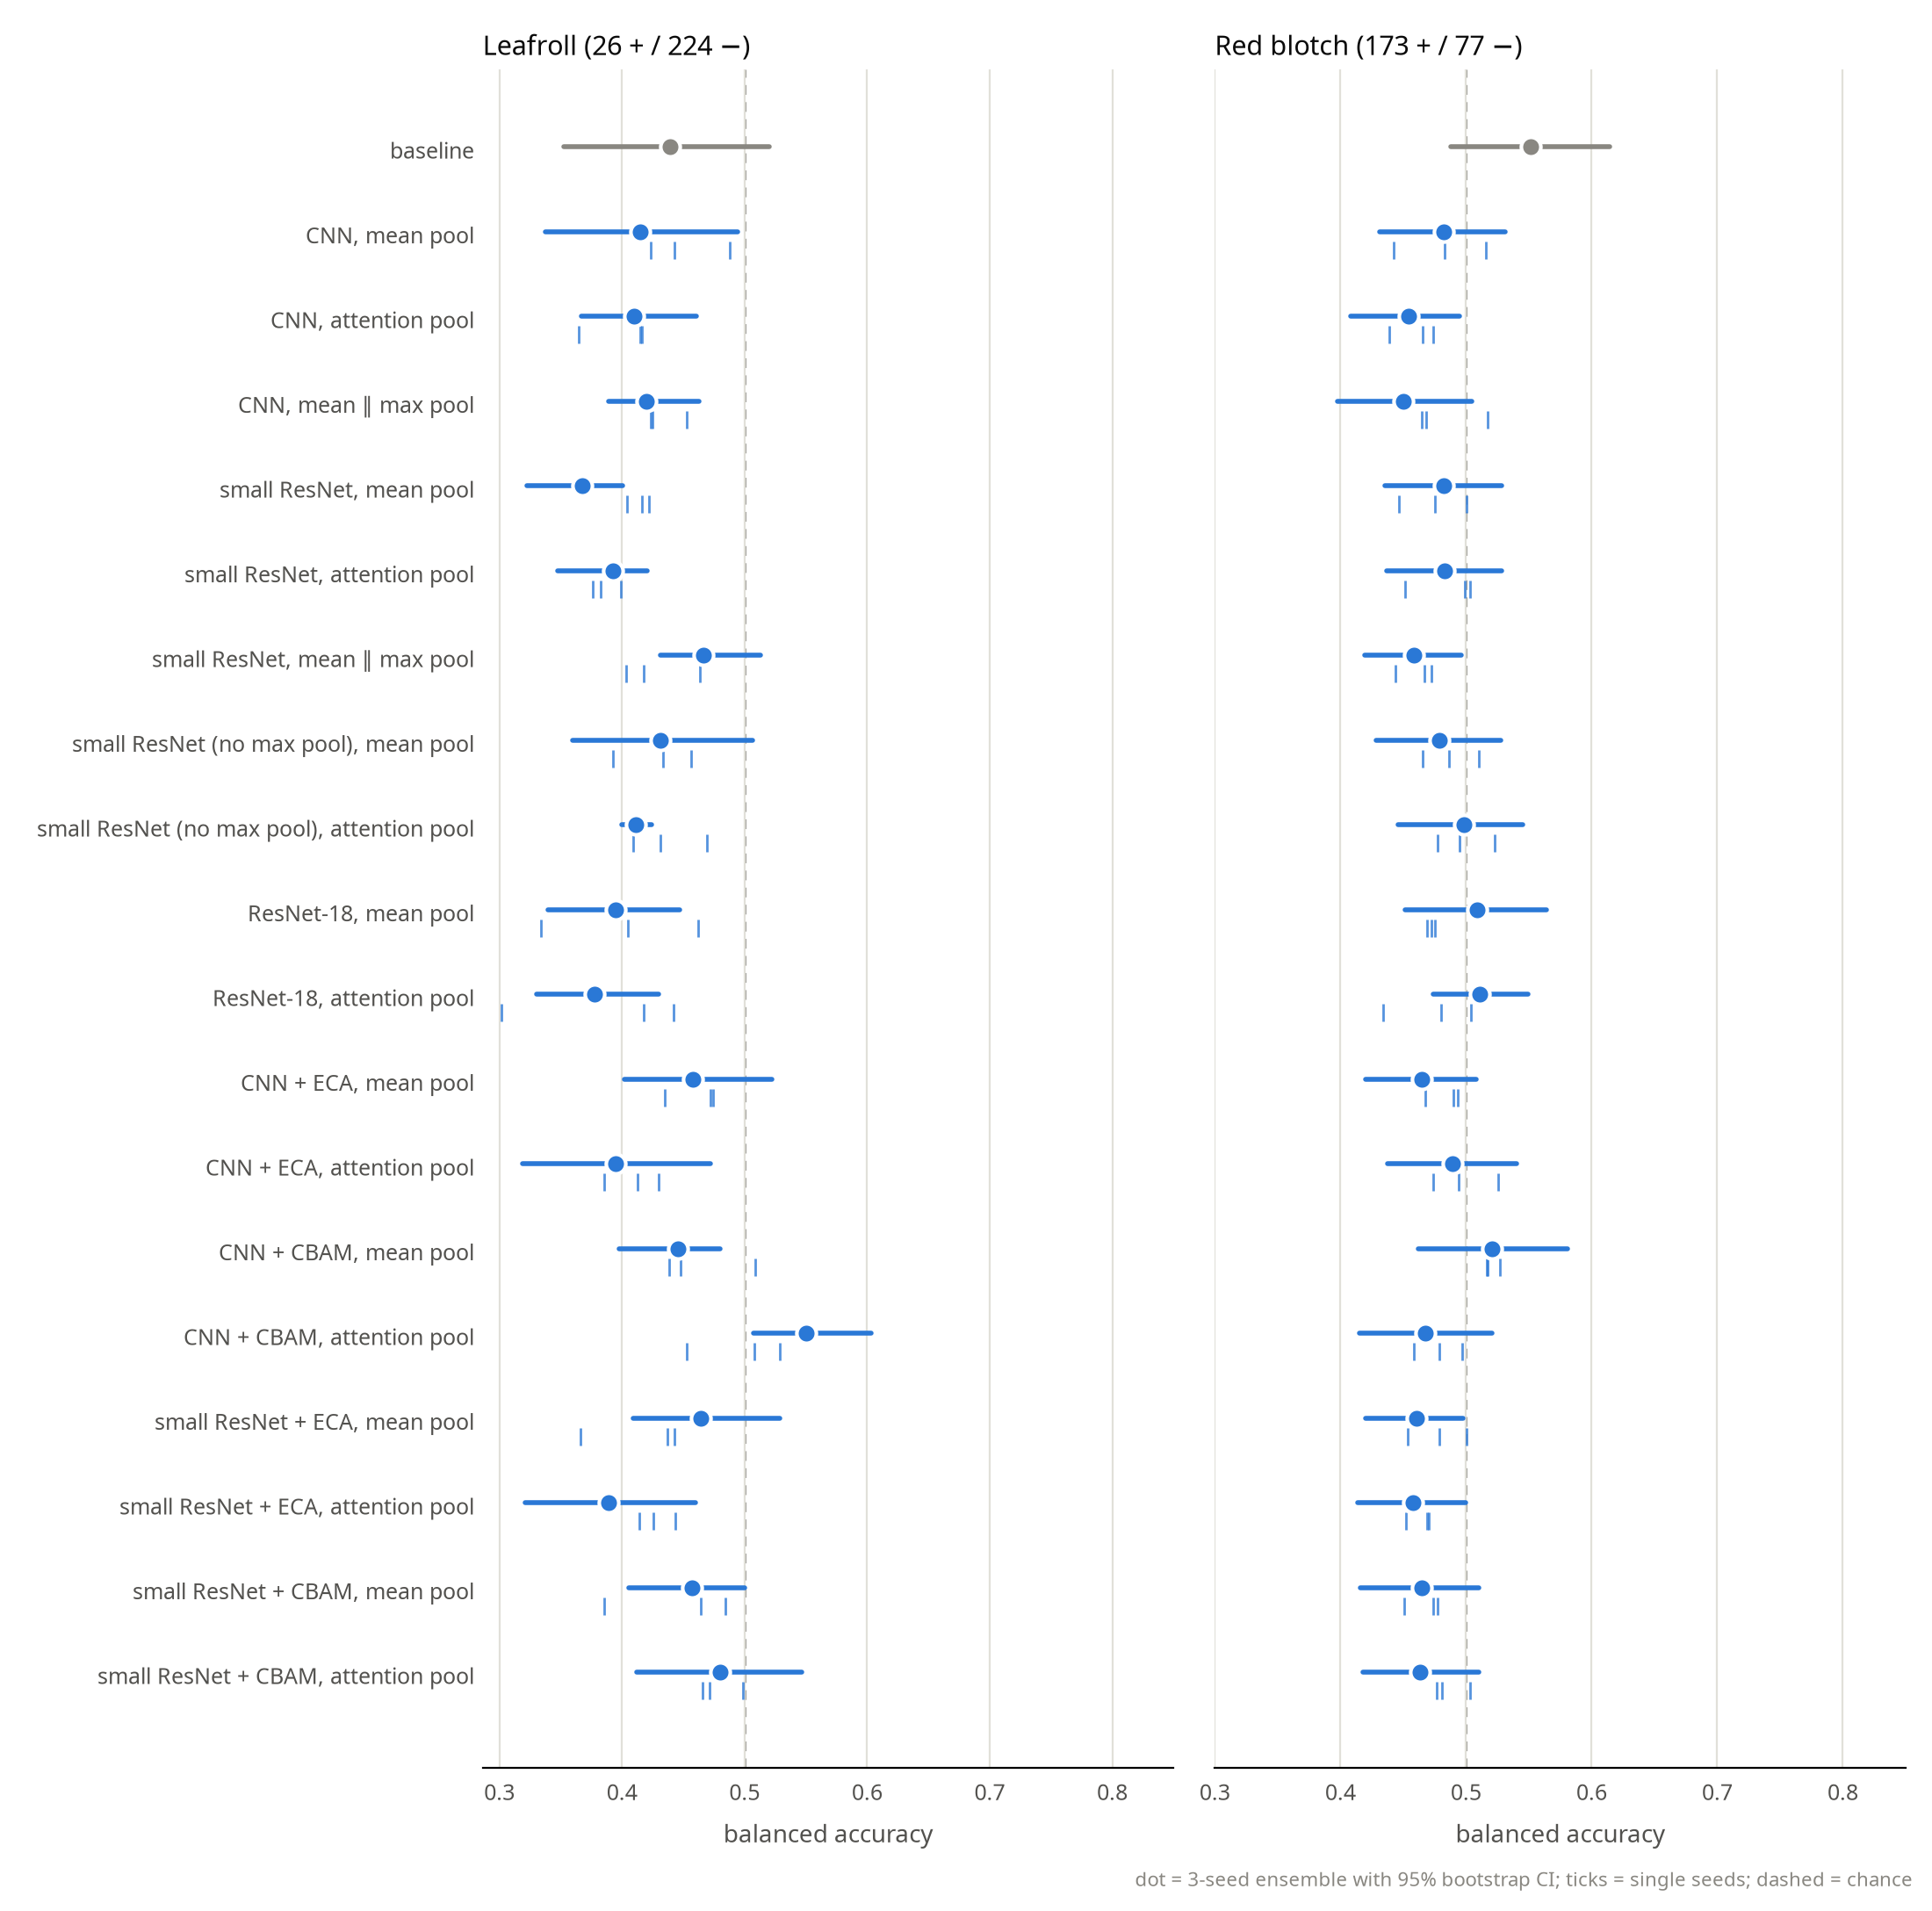 Leafroll (26 + / 224 −)
Red blotch (173 + / 77 −)
baseline
CNN, mean pool
CNN, attention pool
CNN, mean ∥ max pool
small ResNet, mean pool
small ResNet, attention pool
small ResNet, mean ∥ max pool
small ResNet (no max pool), mean pool
small ResNet (no max pool), attention pool
ResNet-18, mean pool
ResNet-18, attention pool
CNN + ECA, mean pool
CNN + ECA, attention pool
CNN + CBAM, mean pool
CNN + CBAM, attention pool
small ResNet + ECA, mean pool
small ResNet + ECA, attention pool
small ResNet + CBAM, mean pool
small ResNet + CBAM, attention pool
0.3 0.4 0.5 0.6 0.7 0.8
0.3 0.4 0.5 0.6 0.7 0.8
balanced accuracy
balanced accuracy
dot = 3-seed ensemble with 95% bootstrap CI; ticks = single seeds; dashed = chance